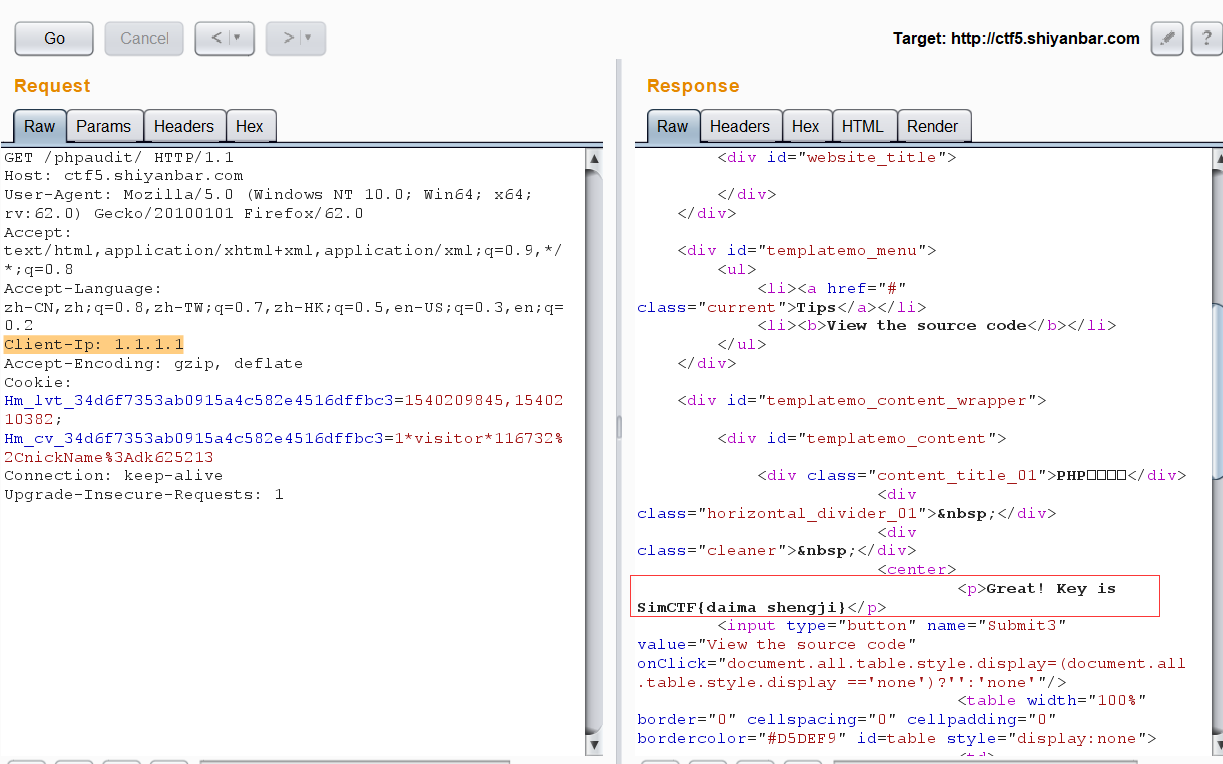 Go
Cancel
<
>
Target: http://ctf5.shiyanbar.com
?
Request
Raw
Params
Headers
Hex
GET /phpaudit/ HTTP/1.1
Host: ctf5.shiyanbar.com
User-Agent: Mozilla/5.0 (Windows NT 10.0; Win64; x64;
rv:62.0) Gecko/20100101 Firefox/62.0
Accept:
text/html,application/xhtml+xml,application/xml;q=0.9,*/
*;q=0.8
Accept-Language:
zh-CN,zh;q=0.8,zh-TW;q=0.7,zh-HK;q=0.5,en-US;q=0.3,en;q=
0.2
Client-Ip: 1.1.1.1
Accept-Encoding: gzip, deflate
Cookie:
Hm_lvt_34d6f7353ab0915a4c582e4516dffbc3=1540209845,15402
10382;
Hm_cv_34d6f7353ab0915a4c582e4516dffbc3=1*visitor*116732%
2CnickName%3Adk625213
Connection: keep-alive
Upgrade-Insecure-Requests: 1
Response
Raw
Headers
Hex
HTML
Render
<div id="website_title">
</div>
</div>
<div id="templatemo_menu">
<ul>
<li><a href="#"
class="current">Tips</a></li>
<li><b>View the source code</b></li>
</ul>
</div>
<div id="templatemo_content_wrapper">
<div id="templatemo_content">
<div class="content_title_01">PHP□□□□</div>
<div
class="horizontal_divider_01">&nbsp;</div>
<div
class="cleaner">&nbsp;</div>
<center>
<p>Great! Key is
SimCTF{daima shengji}</p>
<input type="button" name="Submit3"
value="View the source code"
onClick="document.all.table.style.display=(document.all
.table.style.display =='none')?'':'none'"/>
<table width="100%"
border="0" cellspacing="0" cellpadding="0"
bordercolor="#D5DEF9" id=table style="display:none">